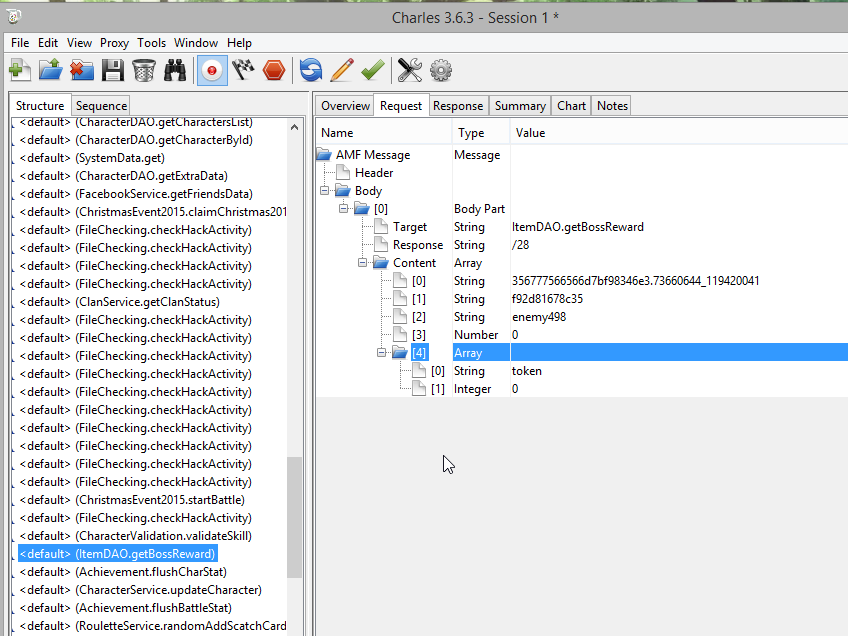 Charles 3.6.3 - Session 1 *
File Edit View Proxy Tools Window Help
Structure Sequence
Overview Request Response Summary Chart Notes
<default> (CharacterDAO.getCharactersList)
<default> (CharacterDAO.getCharacterById)
<default> (SystemData.get)
<default> (CharacterDAO.getExtraData)
<default> (FacebookService.getFriendsData)
<default> (ChristmasEvent2015.claimChristmas201
<default> (FileChecking.checkHackActivity)
<default> (FileChecking.checkHackActivity)
<default> (FileChecking.checkHackActivity)
<default> (FileChecking.checkHackActivity)
<default> (ClanService.getClanStatus)
<default> (FileChecking.checkHackActivity)
<default> (FileChecking.checkHackActivity)
<default> (FileChecking.checkHackActivity)
<default> (FileChecking.checkHackActivity)
<default> (FileChecking.checkHackActivity)
<default> (FileChecking.checkHackActivity)
<default> (FileChecking.checkHackActivity)
<default> (FileChecking.checkHackActivity)
<default> (FileChecking.checkHackActivity)
<default> (FileChecking.checkHackActivity)
<default> (ChristmasEvent2015.startBattle)
<default> (FileChecking.checkHackActivity)
<default> (CharacterValidation.validateSkill)
<default> (ItemDAO.getBossReward)
<default> (Achievement.flushCharStat)
<default> (CharacterService.updateCharacter)
<default> (Achievement.flushBattleStat)
<default> (RouletteService.randomAddScatchCard
Name Type Value
AMF Message Message
Header
Body
[0] Body Part
Target String ItemDAO.getBossReward
Response String /28
Content Array
[0] String 356777566566d7bf98346e3.73660644_119420041
[1] String f92d81678c35
[2] String enemy498
[3] Number 0
[4] Array
[0] String token
[1] Integer 0